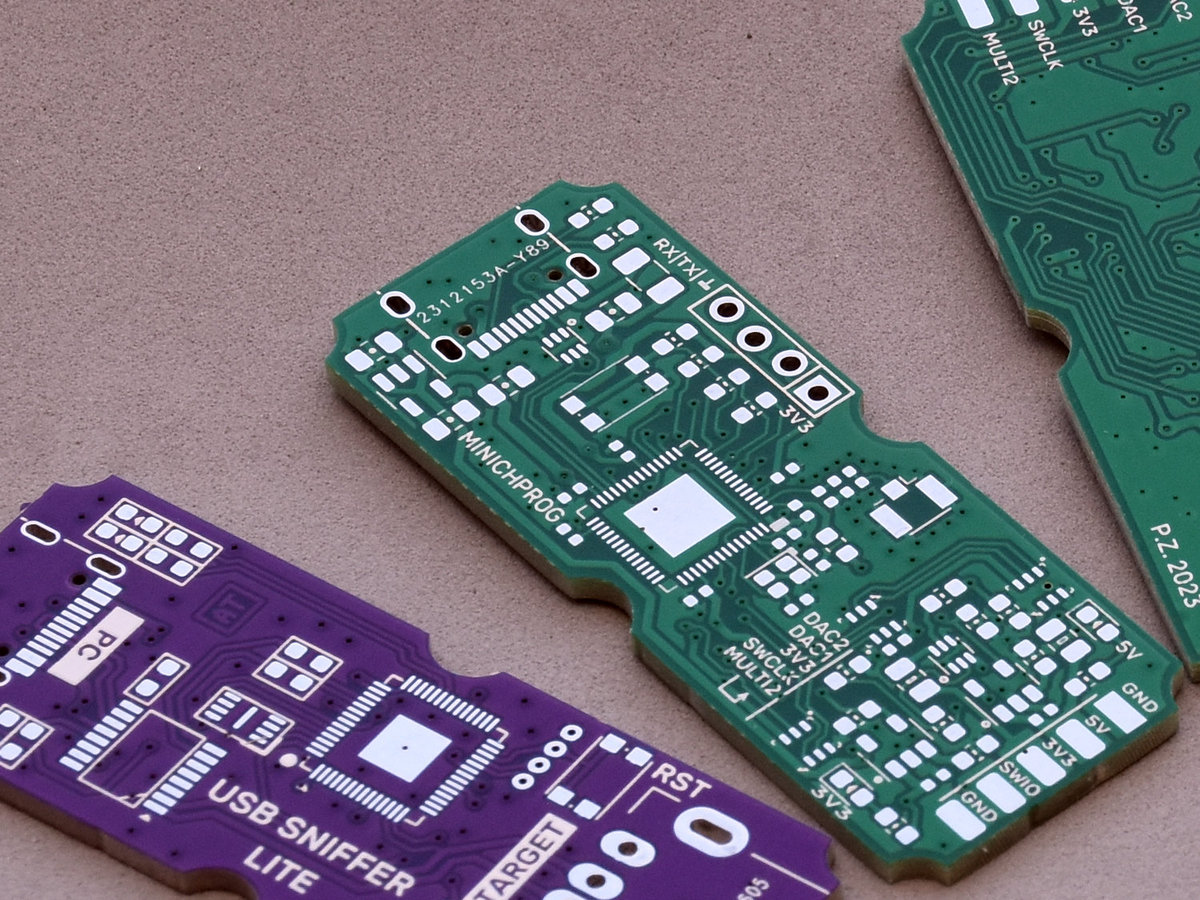 DAC2
DAC1
3V3
SWCLK
MULTI2
P.Z. 2023
2312153A-Y89
RX|TX|⊥
3V3
MINICHPROG
DAC2
DAC1
3V3
SWCLK
MULTI2
5V
GND
5V
3V3
SWIO
GND
3V3
PC
USB SNIFFER
LITE
RST
TARGET